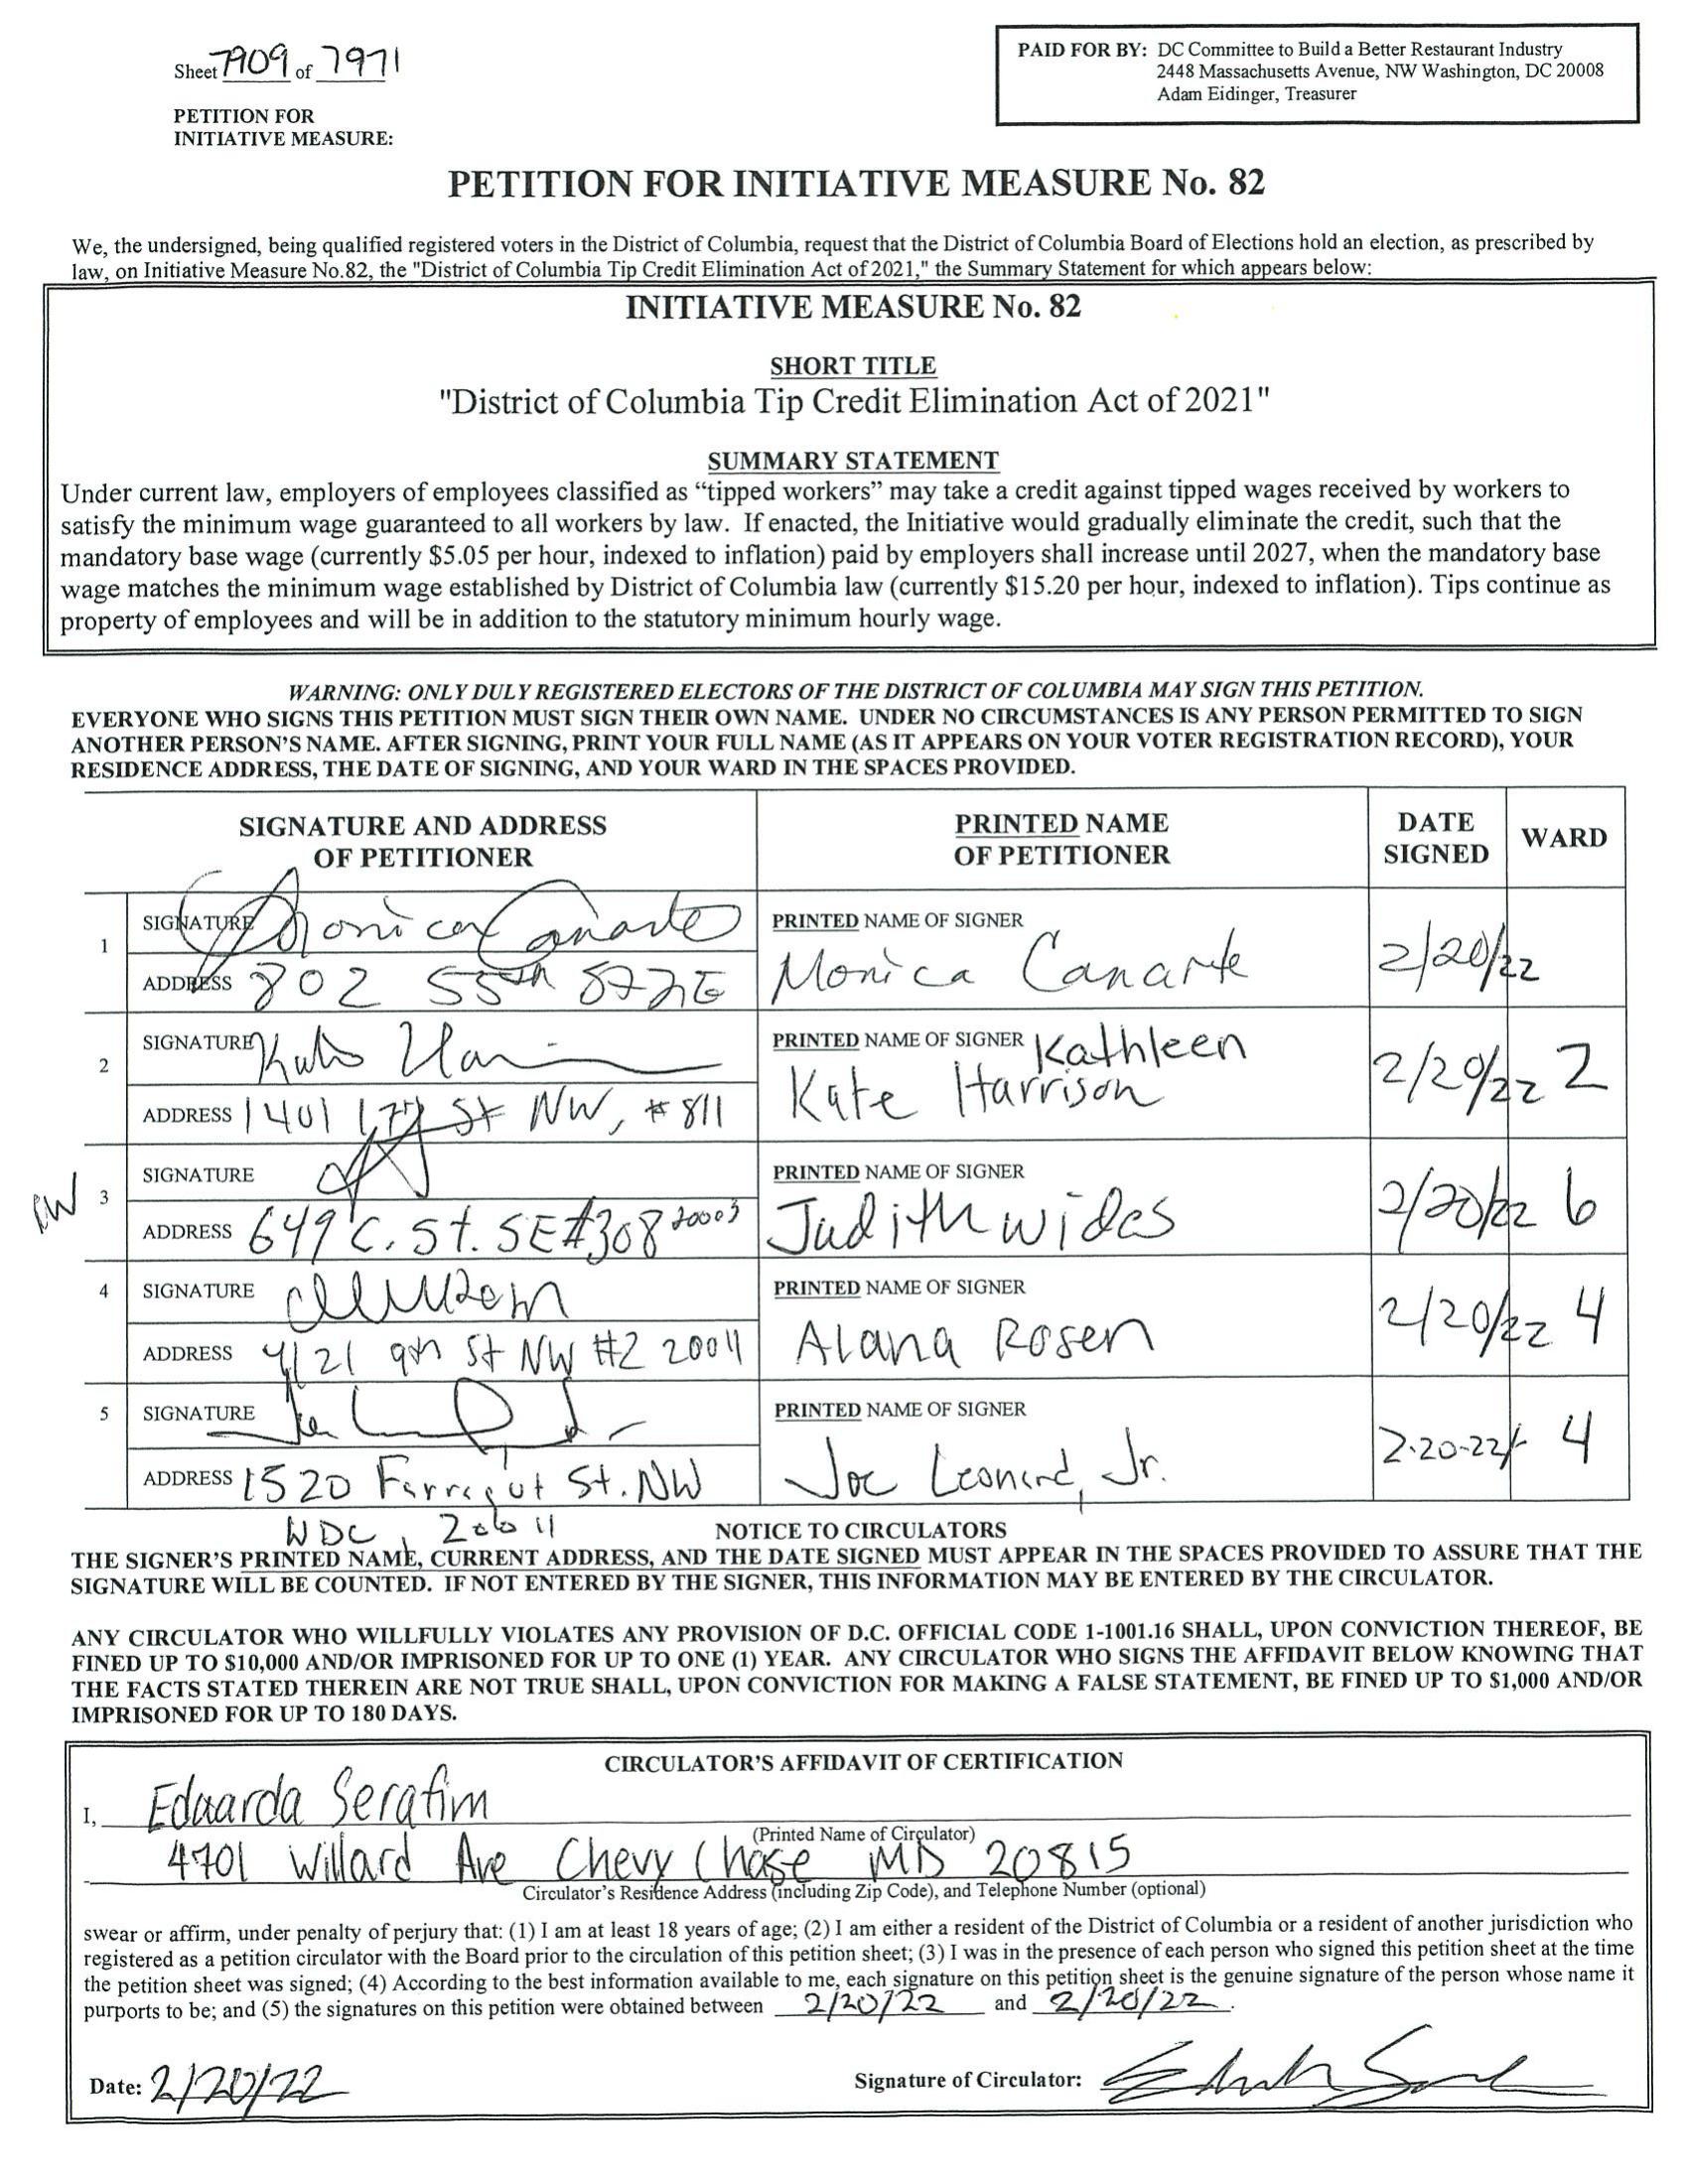 Sheet 7909 of 7971
PETITION FOR
INITIATIVE MEASURE:
PAID FOR BY: DC Committee to Build a Better Restaurant Industry
2448 Massachusetts Avenue, NW Washington, DC 20008
Adam Eidinger, Treasurer
PETITION FOR INITIATIVE MEASURE No. 82
We, the undersigned, being qualified registered voters in the District of Columbia, request that the District of Columbia Board of Elections hold an election, as prescribed by
law, on Initiative Measure No.82, the "District of Columbia Tip Credit Elimination Act of 2021," the Summary Statement for which appears below:
INITIATIVE MEASURE No. 82
SHORT TITLE
"District of Columbia Tip Credit Elimination Act of 2021"
SUMMARY STATEMENT
Under current law, employers of employees classified as “tipped workers” may take a credit against tipped wages received by workers to
satisfy the minimum wage guaranteed to all workers by law. If enacted, the Initiative would gradually eliminate the credit, such that the
mandatory base wage (currently $5.05 per hour, indexed to inflation) paid by employers shall increase until 2027, when the mandatory base
wage matches the minimum wage established by District of Columbia law (currently $15.20 per hour, indexed to inflation). Tips continue as
property of employees and will be in addition to the statutory minimum hourly wage.
WARNING: ONLY DULY REGISTERED ELECTORS OF THE DISTRICT OF COLUMBIA MAY SIGN THIS PETITION.
EVERYONE WHO SIGNS THIS PETITION MUST SIGN THEIR OWN NAME. UNDER NO CIRCUMSTANCES IS ANY PERSON PERMITTED TO SIGN
ANOTHER PERSON'S NAME. AFTER SIGNING, PRINT YOUR FULL NAME (AS IT APPEARS ON YOUR VOTER REGISTRATION RECORD), YOUR
RESIDENCE ADDRESS, THE DATE OF SIGNING, AND YOUR WARD IN THE SPACES PROVIDED.
SIGNATURE AND ADDRESS
OF PETITIONER
PRINTED NAME
OF PETITIONER
DATE
SIGNED
WARD
1
SIGNATURE Monica Canarte
ADDRESS 802 55th ST NE
PRINTED NAME OF SIGNER
Monica Canarte
2/20/22
2
SIGNATURE
ADDRESS 1401 17th St NW, #811
PRINTED NAME OF SIGNER Kathleen
Kate Harrison
2/20/22 2
3
SIGNATURE
ADDRESS 649 C. St. SE #308 20003
PRINTED NAME OF SIGNER
Judith Wides
2/20/22 6
4
SIGNATURE
ADDRESS 4121 9th St NW #2 20011
PRINTED NAME OF SIGNER
Alana Rosen
2/20/22 4
5
SIGNATURE
ADDRESS 1520 Farragut St. NW
WDC, 20011
PRINTED NAME OF SIGNER
Joe Leonard, Jr.
2-20-22 4
NOTICE TO CIRCULATORS
THE SIGNER'S PRINTED NAME, CURRENT ADDRESS, AND THE DATE SIGNED MUST APPEAR IN THE SPACES PROVIDED TO ASSURE THAT THE
SIGNATURE WILL BE COUNTED. IF NOT ENTERED BY THE SIGNER, THIS INFORMATION MAY BE ENTERED BY THE CIRCULATOR.
ANY CIRCULATOR WHO WILLFULLY VIOLATES ANY PROVISION OF D.C. OFFICIAL CODE 1-1001.16 SHALL, UPON CONVICTION THEREOF, BE
FINED UP TO $10,000 AND/OR IMPRISONED FOR UP TO ONE (1) YEAR. ANY CIRCULATOR WHO SIGNS THE AFFIDAVIT BELOW KNOWING THAT
THE FACTS STATED THEREIN ARE NOT TRUE SHALL, UPON CONVICTION FOR MAKING A FALSE STATEMENT, BE FINED UP TO $1,000 AND/OR
IMPRISONED FOR UP TO 180 DAYS.
CIRCULATOR'S AFFIDAVIT OF CERTIFICATION
I, Eduarda Serafim
(Printed Name of Circulator)
4701 Willard Ave Chevy Chase MD 20815
Circulator's Residence Address (including Zip Code), and Telephone Number (optional)
swear or affirm, under penalty of perjury that: (1) I am at least 18 years of age; (2) I am either a resident of the District of Columbia or a resident of another jurisdiction who
registered as a petition circulator with the Board prior to the circulation of this petition sheet; (3) I was in the presence of each person who signed this petition sheet at the time
the petition sheet was signed; (4) According to the best information available to me, each signature on this petition sheet is the genuine signature of the person whose name it
purports to be; and (5) the signatures on this petition were obtained between 2/20/22 and 2/20/22.
Date: 2/20/22
Signature of Circulator: